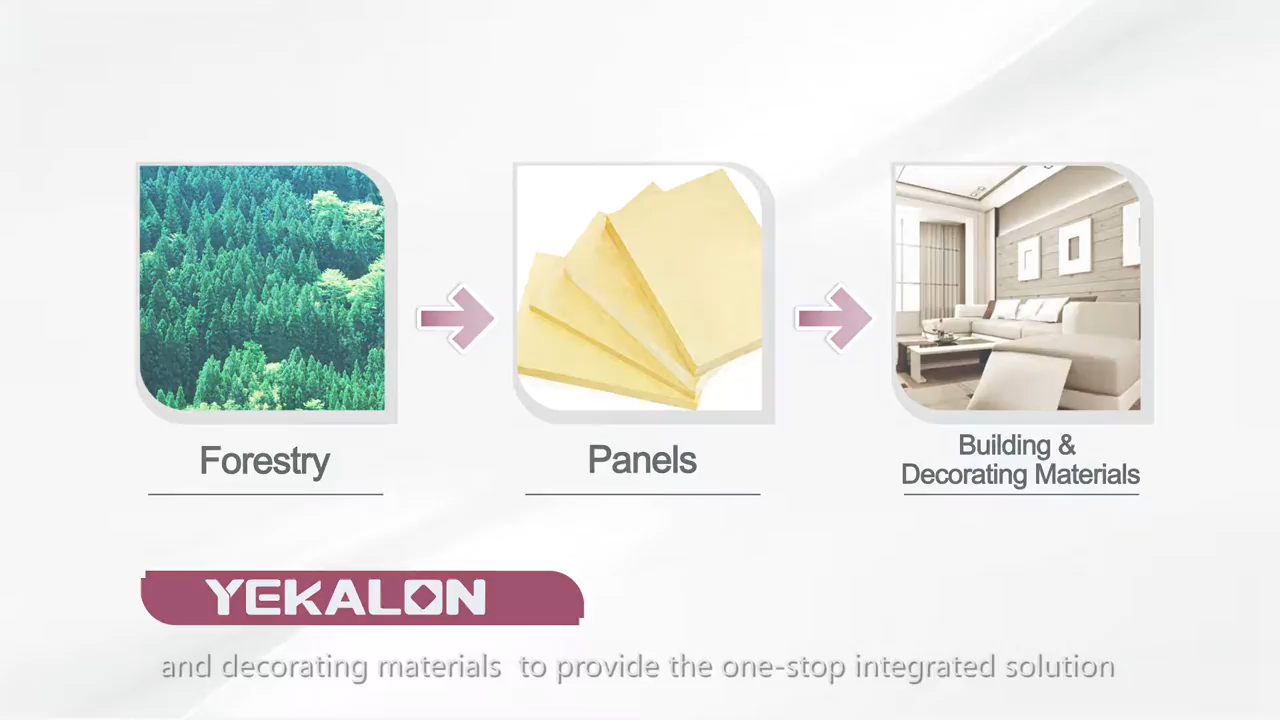 Forestry
Panels
Building &
Decorating Materials
YEKALON
and decorating materials to provide the one-stop integrated solution